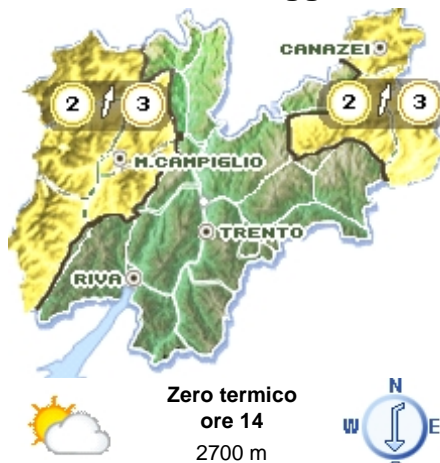 CANAZEI
2 3
2 3
M.CAMPIGLIO
TRENTO
RIVA
Zero termico
ore 14
2700 m
N
W E